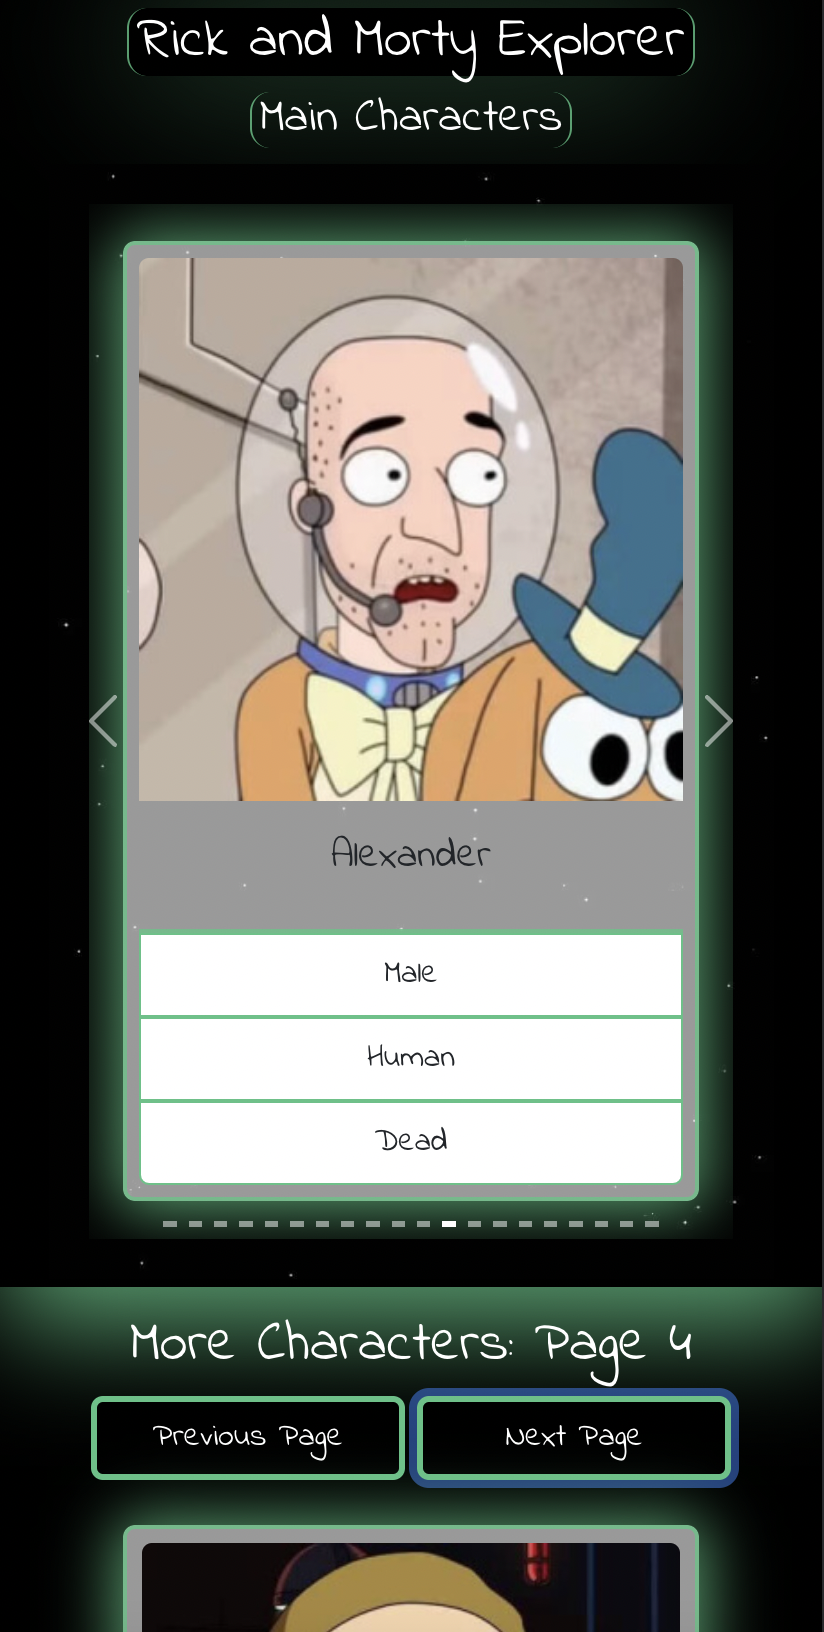 Rick and Morty Explorer
Main Characters
Alexander
Male
Human
Dead
More Characters: Page 4
Previous Page
Next Page